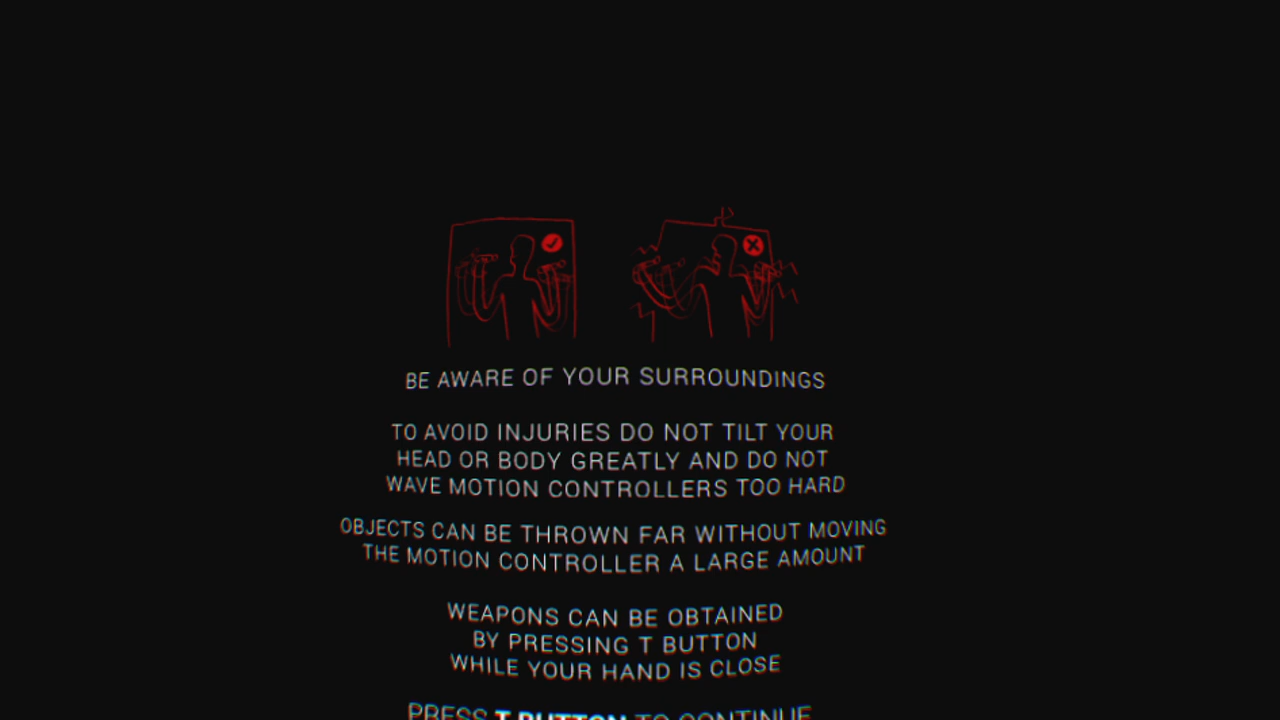 BE AWARE OF YOUR SURROUNDINGS
TO AVOID INJURIES DO NOT TILT YOUR
HEAD OR BODY GREATLY AND DO NOT
WAVE MOTION CONTROLLERS TOO HARD
OBJECTS CAN BE THROWN FAR WITHOUT MOVING
THE MOTION CONTROLLER A LARGE AMOUNT
WEAPONS CAN BE OBTAINED
BY PRESSING T BUTTON
WHILE YOUR HAND IS CLOSE
PRESS T BUTTON TO CONTINUE